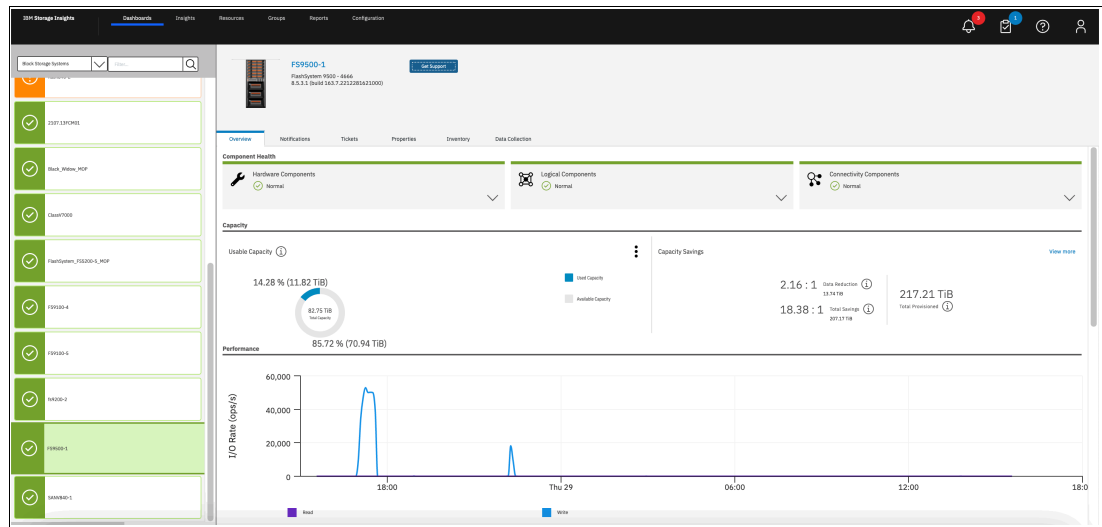 IBM Storage Insights Dashboards Insights Resources Groups Reports Configuration
3 1
Block Storage Systems Filter...
2107.13FCM01
Black_Widow_MOP
ClassV7000
FlashSystem_FS5200-5_MOP
FS9100-4
FS9100-5
fs9200-2
FS9500-1
SANV840-1
FS9500-1 Get Support
FlashSystem 9500 - 4666
8.5.3.1 (build 163.7.2212281621000)
Overview Notifications Tickets Properties Inventory Data Collection
Component Health
Hardware Components
Normal
Logical Components
Normal
Connectivity Components
Normal
Capacity
Usable Capacity
14.28 % (11.82 TiB)
82.75 TiB
Total Capacity
85.72 % (70.94 TiB)
Used Capacity
Available Capacity
Capacity Savings View more
2.16 : 1 Data Reduction
13.74 TiB
18.38 : 1 Total Savings
207.17 TiB
217.21 TiB
Total Provisioned
Performance
I/O Rate (ops/s)
60,000
40,000
20,000
0
18:00 Thu 29 06:00 12:00 18:0
Read Write